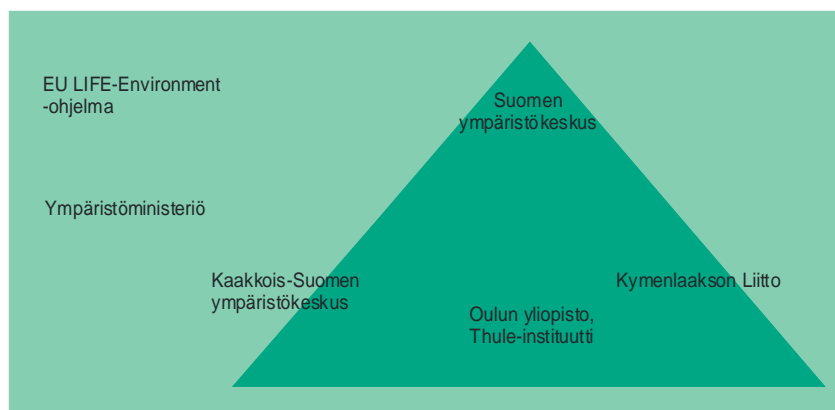 EU LIFE-Environment
-ohjelma
Suomen
ympäristökeskus
Ympäristöministeriö
Kaakkois-Suomen
ympäristökeskus
Kymenlaakson Liitto
Oulun yliopisto,
Thule-instituutti